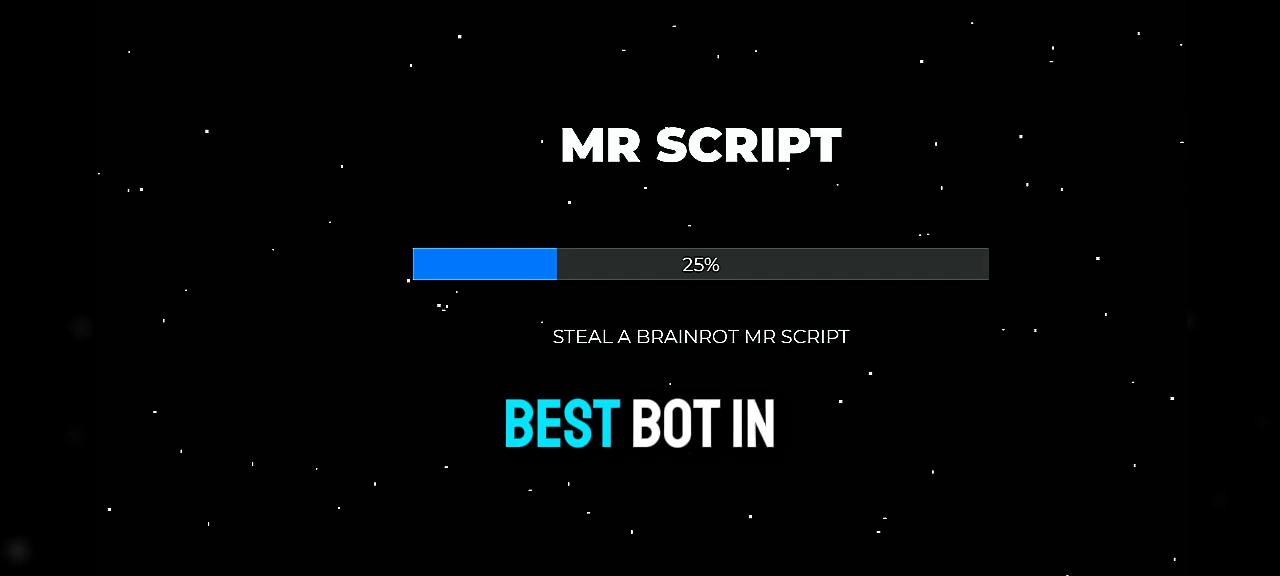 MR SCRIPT
25%
STEAL A BRAINROT MR SCRIPT
BEST BOT IN